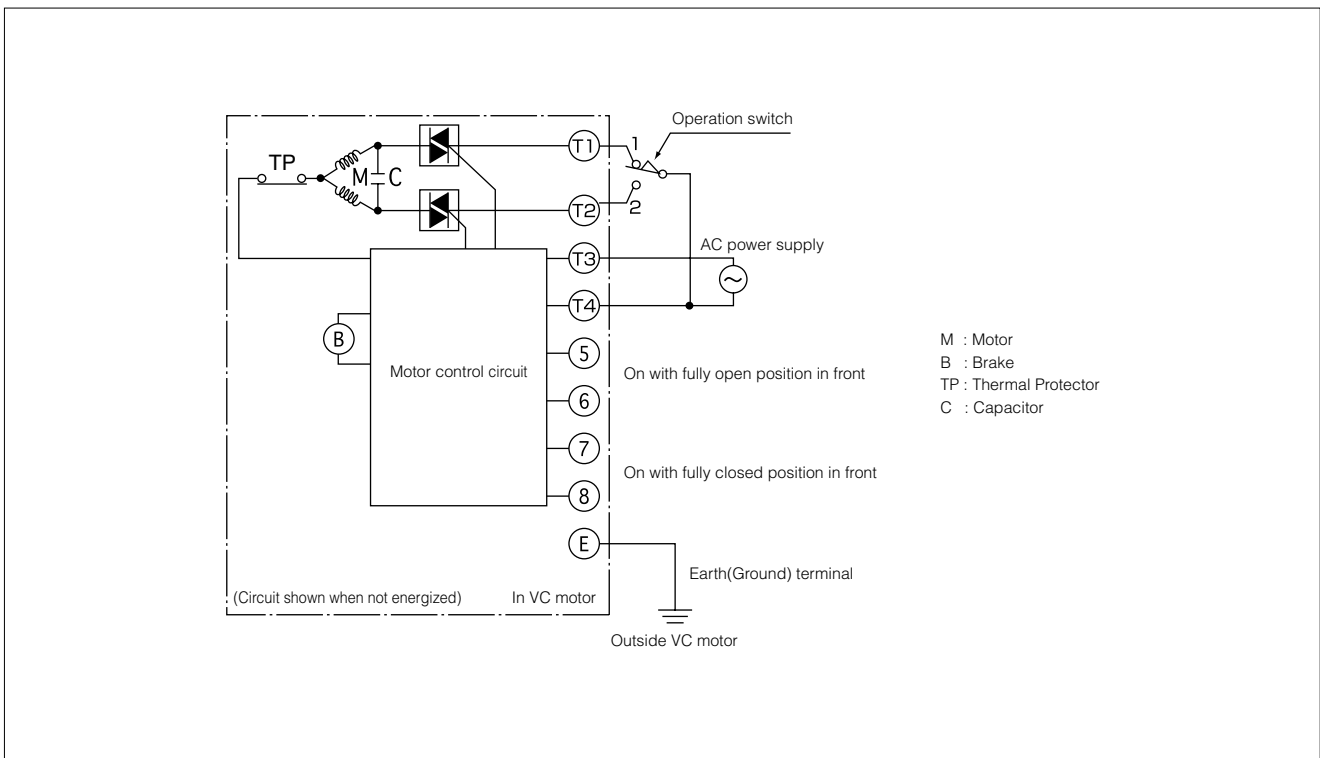 Operation switch
T1
1
TP
M
C
T2
2
AC power supply
T3
T4
B
5
Motor control circuit
On with fully open position in front
6
7
On with fully closed position in front
8
E
Earth(Ground) terminal
(Circuit shown when not energized)
In VC motor
Outside VC motor
M : Motor
B : Brake
TP : Thermal Protector
C : Capacitor